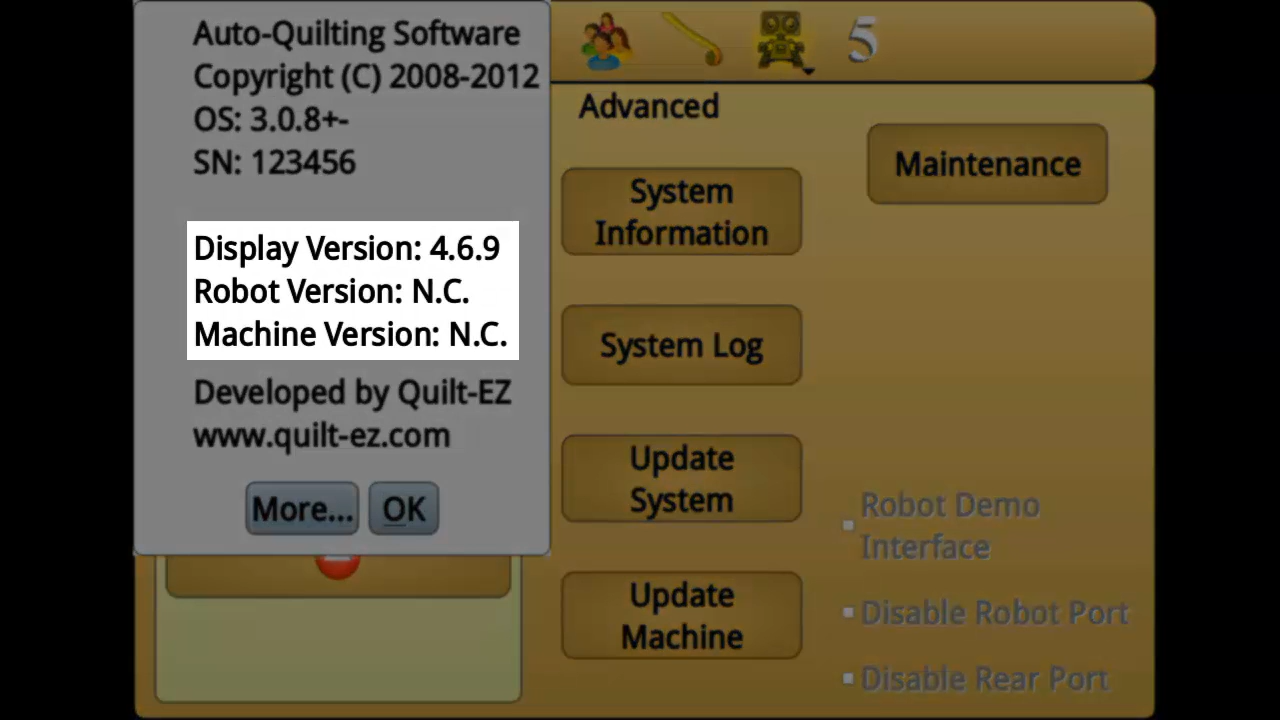 Auto-Quilting Software
Copyright (C) 2008-2012
OS: 3.0.8+-
SN: 123456
Display Version: 4.6.9
Robot Version: N.C.
Machine Version: N.C.
Developed by Quilt-EZ
www.quilt-ez.com
More...
OK
5
Advanced
System
Information
System Log
Update
System
Update
Machine
Maintenance
Robot Demo
Interface
Disable Robot Port
Disable Rear Port